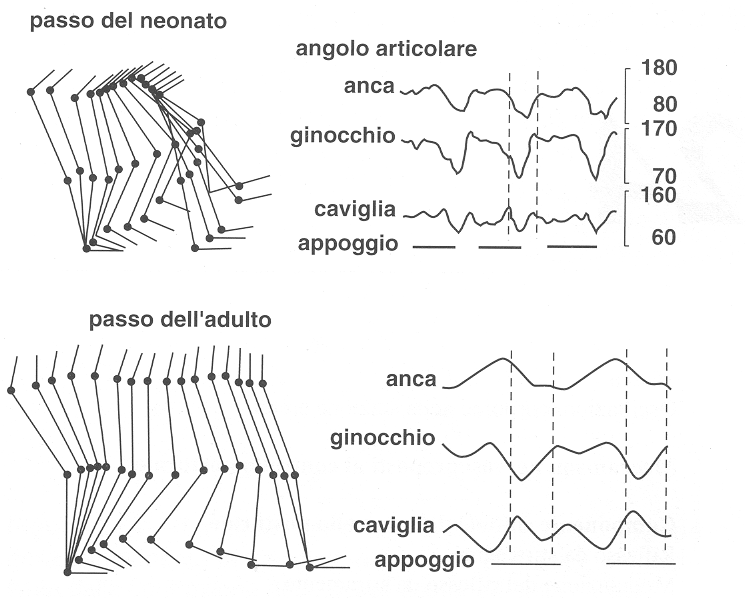 passo del neonato
angolo articolare
anca
180
80
ginocchio
170
70
caviglia
160
60
appoggio
passo dell'adulto
anca
ginocchio
caviglia
appoggio